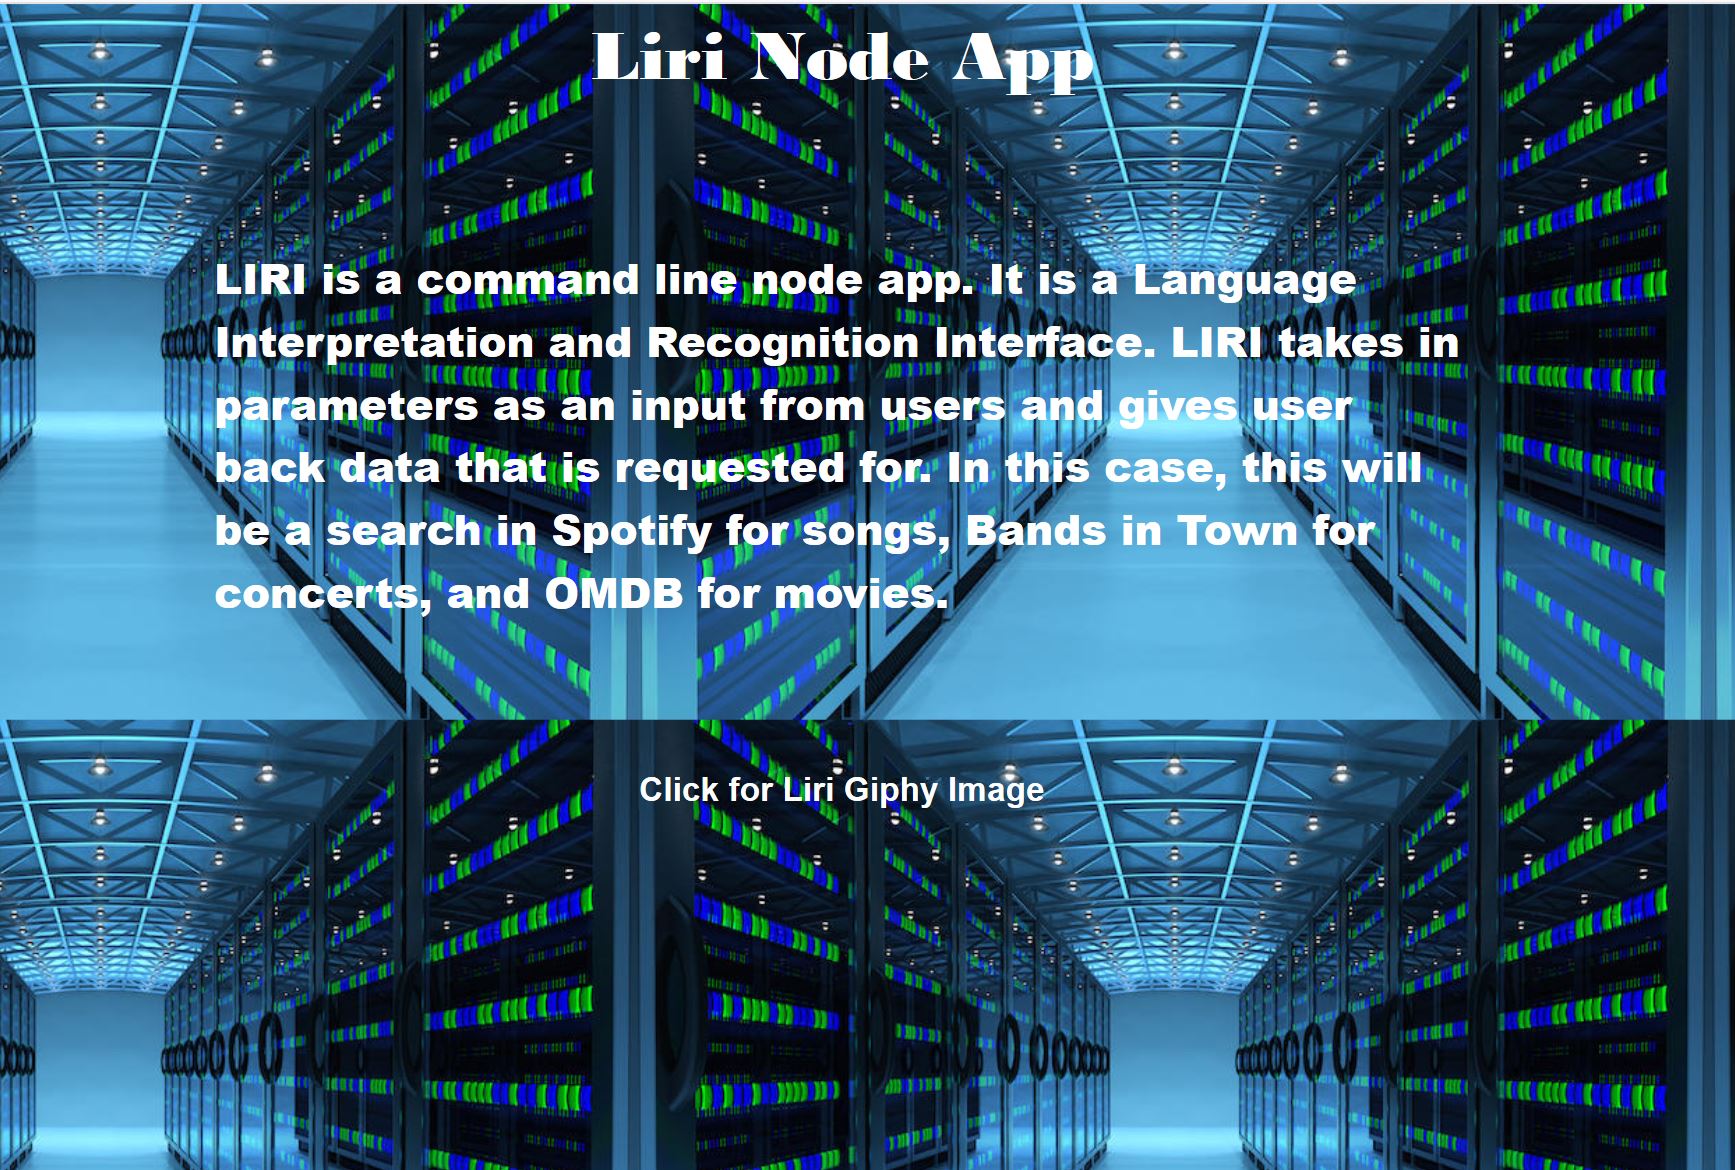 Liri Node App
LIRI is a command line node app. It is a Language
Interpretation and Recognition Interface. LIRI takes in
parameters as an input from users and gives user
back data that is requested for. In this case, this will
be a search in Spotify for songs, Bands in Town for
concerts, and OMDB for movies.
Click for Liri Giphy Image